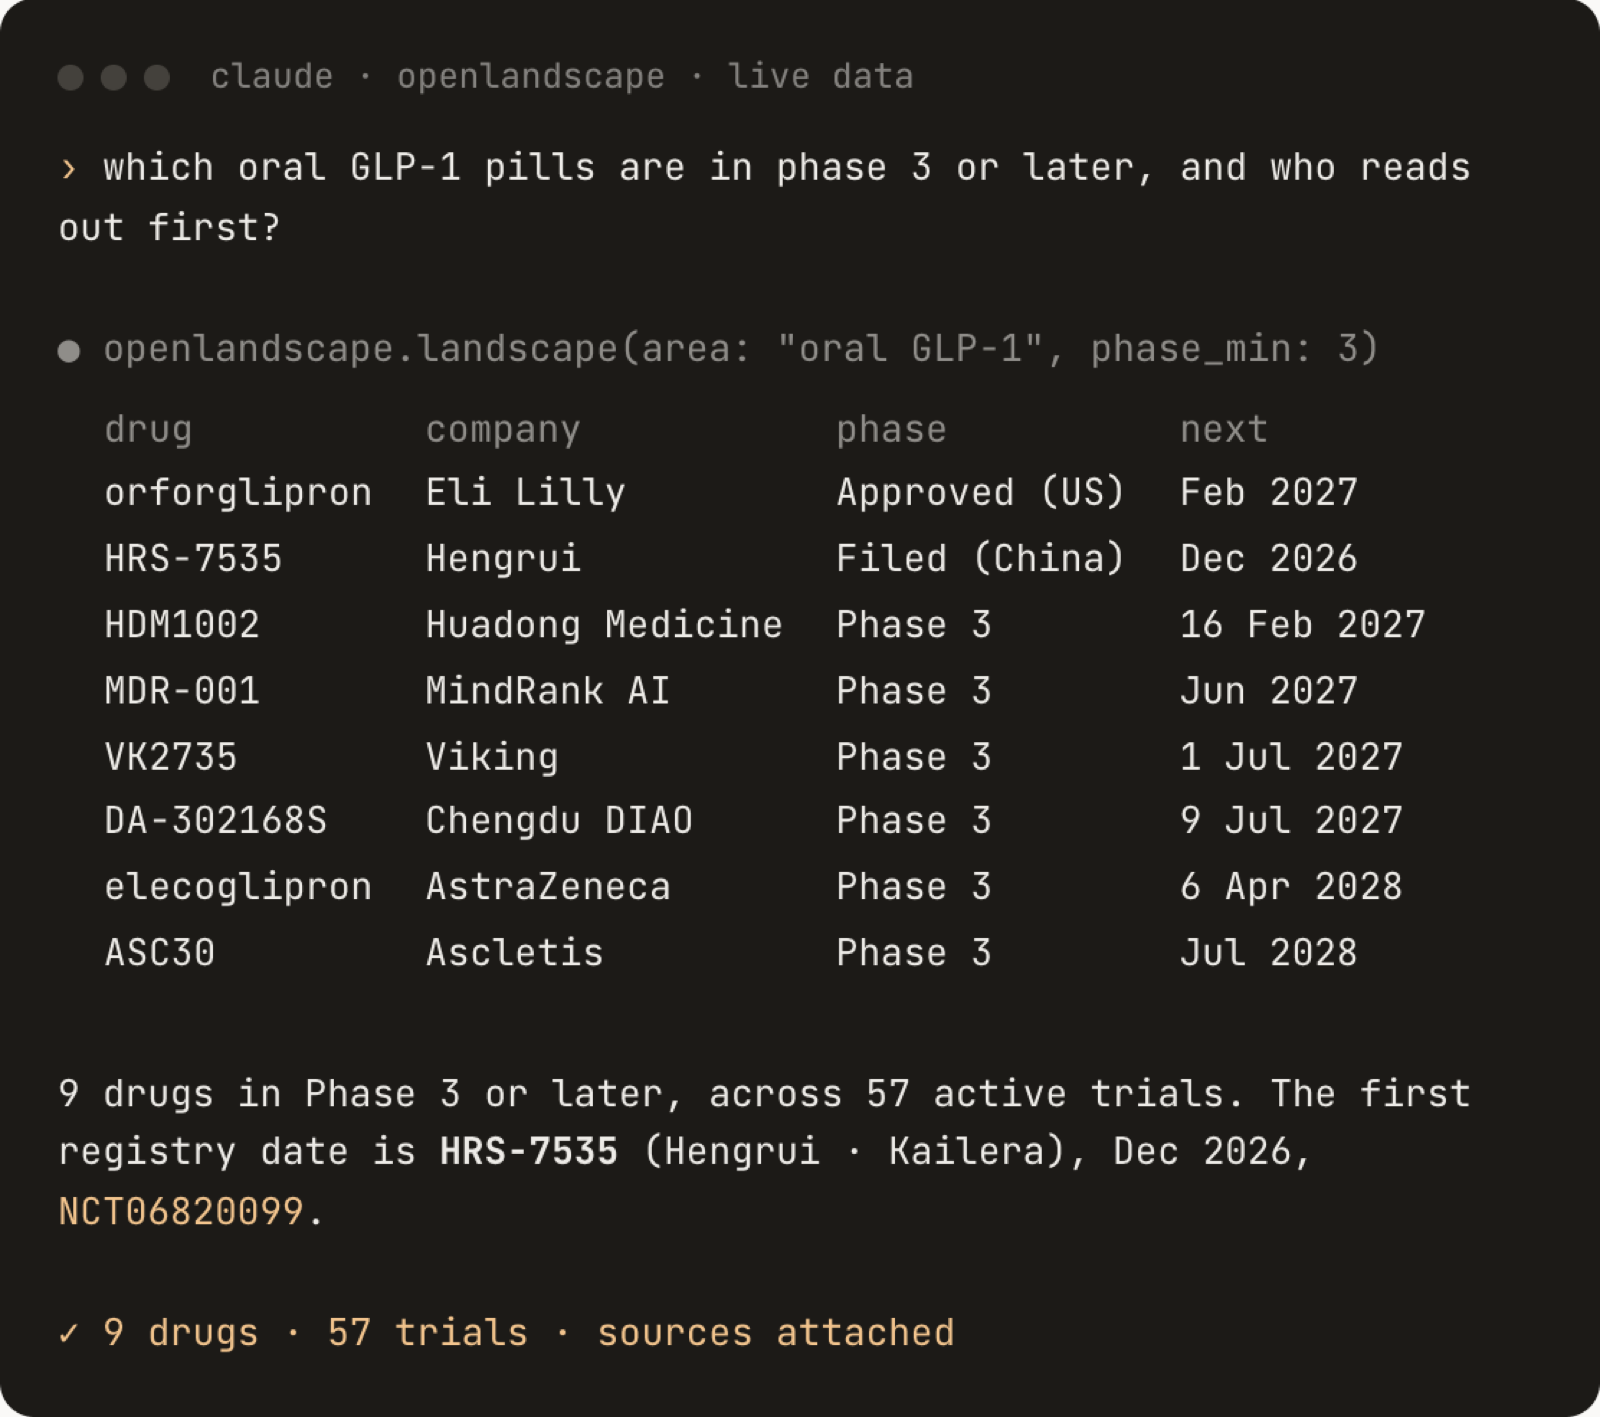 claude · openlandscape · live data
› which oral GLP-1 pills are in phase 3 or later, and who reads
out first?
● openlandscape.landscape(area: "oral GLP-1", phase_min: 3)
drug company phase next
orforglipron Eli Lilly Approved (US) Feb 2027
HRS-7535 Hengrui Filed (China) Dec 2026
HDM1002 Huadong Medicine Phase 3 16 Feb 2027
MDR-001 MindRank AI Phase 3 Jun 2027
VK2735 Viking Phase 3 1 Jul 2027
DA-302168S Chengdu DIAO Phase 3 9 Jul 2027
elecoglipron AstraZeneca Phase 3 6 Apr 2028
ASC30 Ascletis Phase 3 Jul 2028
9 drugs in Phase 3 or later, across 57 active trials. The first
registry date is HRS-7535 (Hengrui · Kailera), Dec 2026,
NCT06820099.
✓ 9 drugs · 57 trials · sources attached